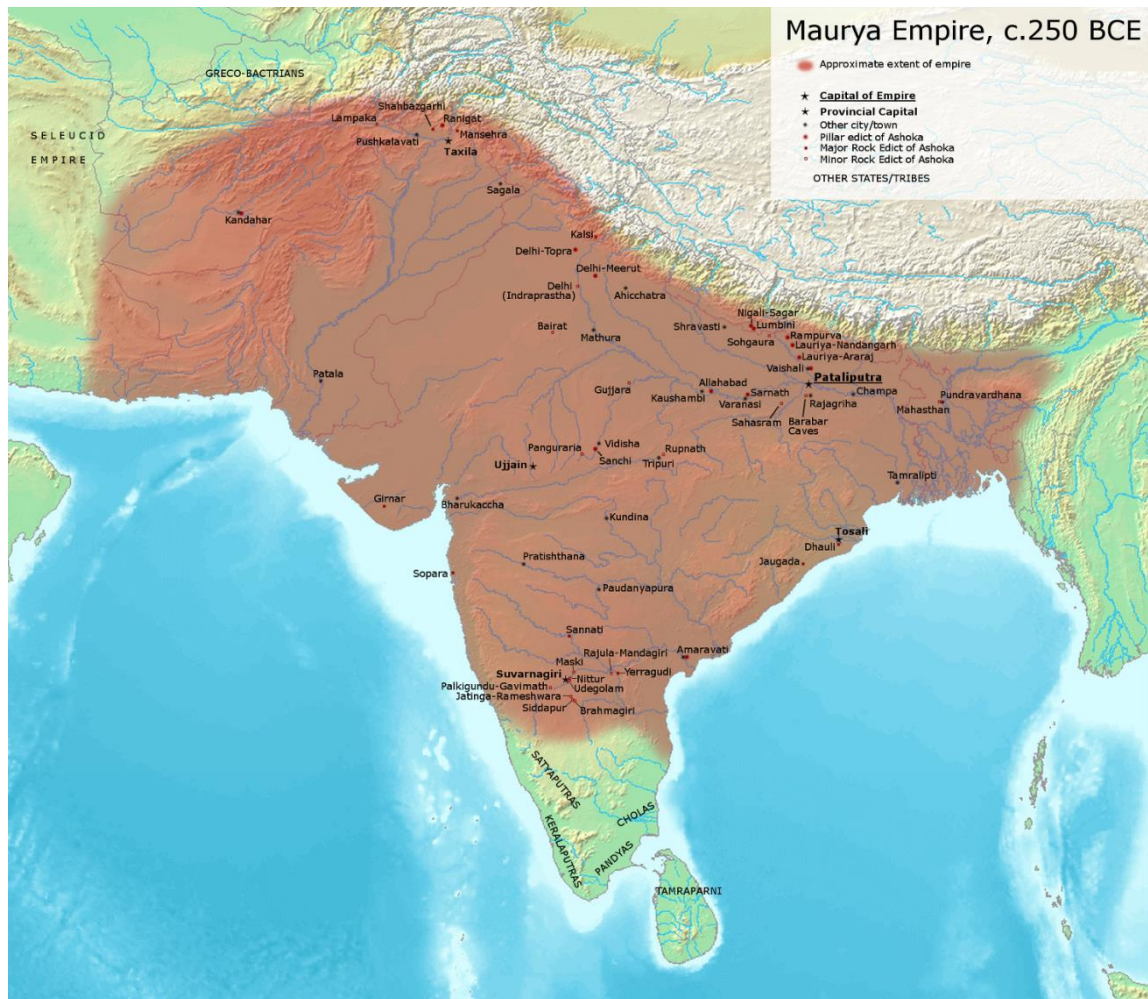 Maurya Empire, c.250 BCE
Approximate extent of empire
Capital of Empire
Provincial Capital
Other city/town
Pillar edict of Ashoka
Major Rock Edict of Ashoka
Minor Rock Edict of Ashoka
OTHER STATES/TRIBES
GRECO-BACTRIANS
SELEUCID
EMPIRE
Shahbazgarhi
Lampaka
Ranigat
Mansehra
Pushkalavati
Taxila
Sagala
Kandahar
Kalsi
Delhi-Topra
Delhi-Meerut
Delhi
(Indraprastha)
Ahicchatra
Bairat
Mathura
Shravasti
Nigali-Sagar
Lumbini
Rampurva
Sohgaura
Lauriya-Nandangarh
Lauriya-Araraj
Vaishali
Pataliputra
Patala
Gujjara
Kaushambi
Allahabad
Varanasi
Sarnath
Sahasram
Barabar
Caves
Rajagriha
Champa
Mahasthan
Pundravardhana
Panguraria
Vidisha
Sanchi
Rupnath
Tripuri
Ujjain
Tamralipti
Girnar
Bharukaccha
Kundina
Tosali
Dhauli
Jaugada
Pratishthana
Sopara
Paudanyapura
Sannati
Rajula-Mandagiri
Amaravati
Maski
Suvarnagiri
Nittur
Yerragudi
Palkigundu-Gavimath
Udegolam
Jatinga-Rameshwara
Siddapur
Brahmagiri
SATYAPUTRAS
CHOLAS
KERALAPUTRAS
PANDYAS
TAMRAPARNI